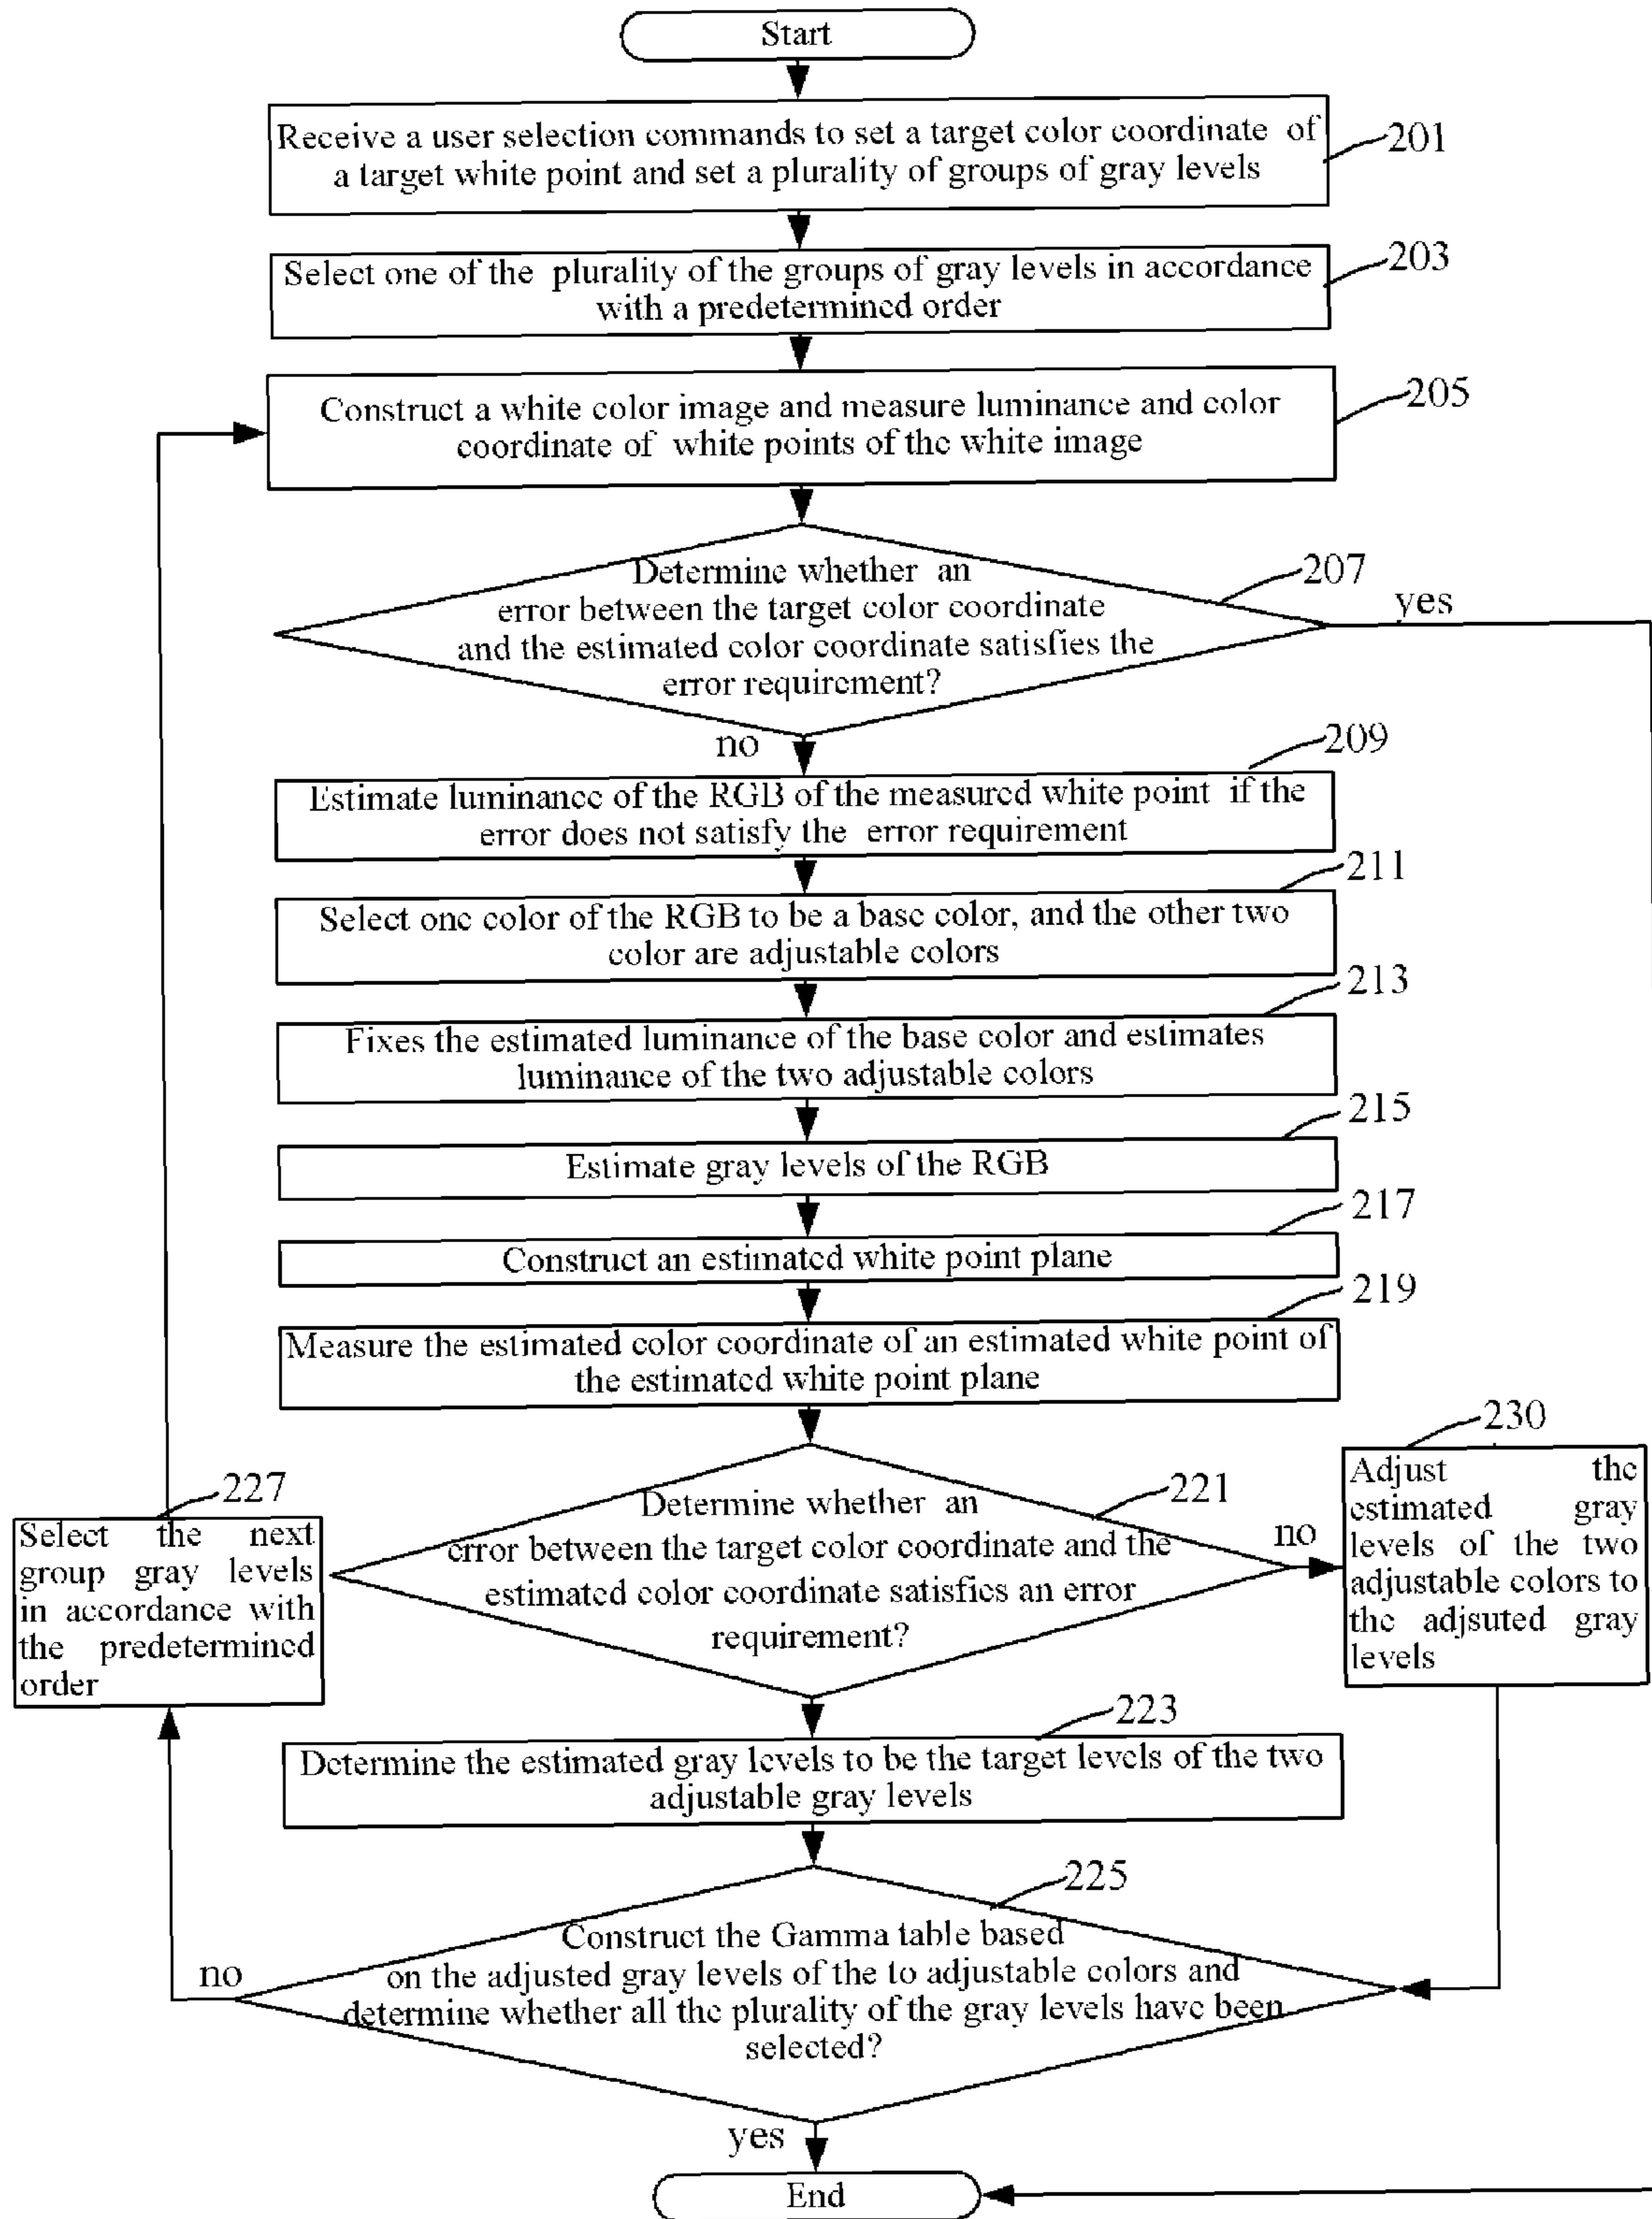 Start
Receive a user selection commands to set a target color coordinate of
a target white point and set a plurality of groups of gray levels
201
Select one of the plurality of the groups of gray levels in accordance
with a predetermined order
203
Construct a white color image and measure luminance and color
coordinate of white points of the white image
205
Determine whether an
error between the target color coordinate
and the estimated color coordinate satisfies the
error requirement?
207
yes
no
209
Estimate luminance of the RGB of the measured white point if the
error does not satisfy the error requirement
211
Select one color of the RGB to be a base color, and the other two
color are adjustable colors
213
Fixes the estimated luminance of the base color and estimates
luminance of the two adjustable colors
215
Estimate gray levels of the RGB
217
Construct an estimated white point plane
219
Measure the estimated color coordinate of an estimated white point of
the estimated white point plane
230
Adjust the
estimated gray
levels of the two
adjustable colors to
the adjsuted gray
levels
227
Select the next
group gray levels
in accordance with
the predetermined
order
221
Determine whether an
error between the target color coordinate and the
estimated color coordinate satisfies an error
requirement?
no
223
Determine the estimated gray levels to be the target levels of the two
adjustable gray levels
225
Construct the Gamma table based
on the adjusted gray levels of the to adjustable colors and
determine whether all the plurality of the gray levels have been
selected?
no
yes
End